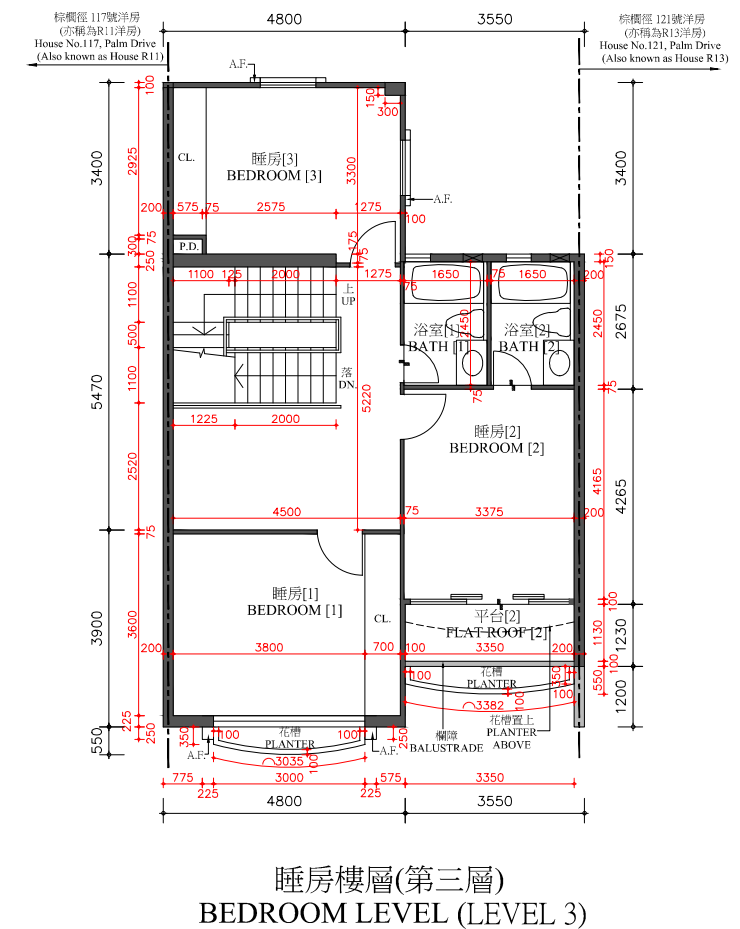 4800
3550
棕櫚徑 117號洋房
(亦稱為R11洋房)
House No.117, Palm Drive
(Also known as House R11)
棕櫚徑 121號洋房
(亦稱為R13洋房)
House No.121, Palm Drive
(Also known as House R13)
A.F.
100
150
300
3400
2925
CL.
睡房[3]
BEDROOM [3]
3300
3400
A.F.
200
575
75
2575
1275
100
75
300
P.D.
175
75
250
150
1100
125
2000
1275
1650
75
1650
200
75
上
UP
1100
500
1100
2450
浴室[1]
BATH [1]
浴室[2]
BATH [2]
2450
2675
落
DN.
5220
75
75
5470
1225
2000
睡房[2]
BEDROOM [2]
2520
4165
4265
4500
75
3375
200
75
睡房[1]
BEDROOM [1]
100
平台[2]
FLAT ROOF [2]
CL.
3900
3600
1130
1230
200
3800
700
100
3350
200
100
花槽
PLANTER
100
350
550
100
100
3382
1200
花槽置上
PLANTER
ABOVE
欄障
BALUSTRADE
225
250
550
350
100
花槽
PLANTER
100
250
A.F.
A.F.
3035
100
775
3000
575
3350
225
225
4800
3550
睡房樓層(第三層)
BEDROOM LEVEL (LEVEL 3)